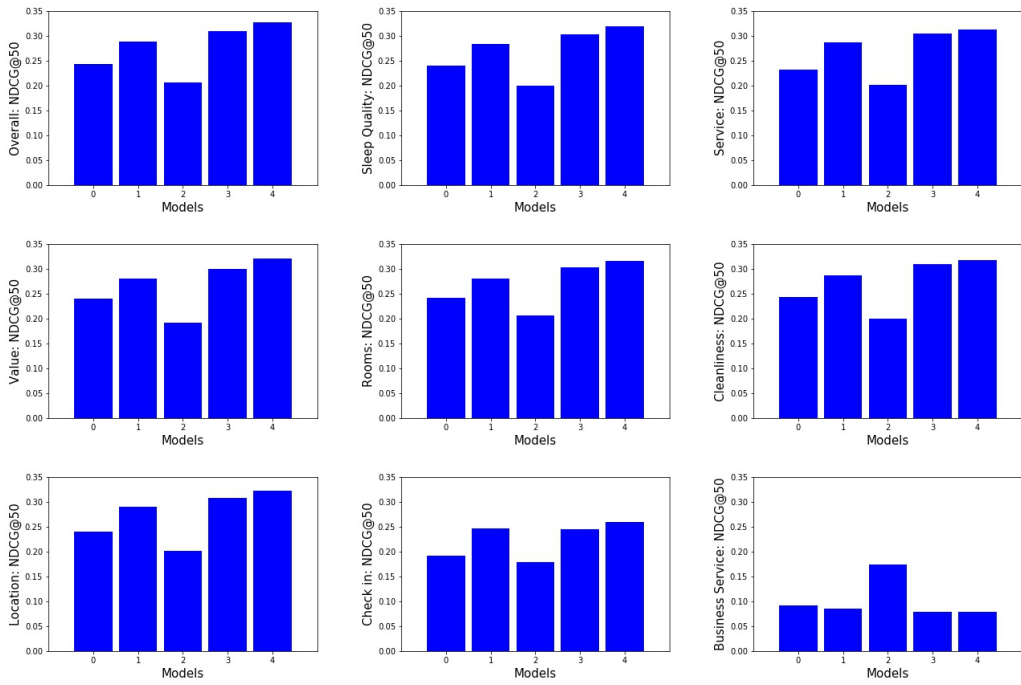 Overall: NDCG@50
0.35
0.30
0.25
0.20
0.15
0.10
0.05
0.00
0 1 2 3 4
Models
Sleep Quality: NDCG@50
0.35
0.30
0.25
0.20
0.15
0.10
0.05
0.00
0 1 2 3 4
Models
Service: NDCG@50
0.35
0.30
0.25
0.20
0.15
0.10
0.05
0.00
0 1 2 3 4
Models
Value: NDCG@50
0.35
0.30
0.25
0.20
0.15
0.10
0.05
0.00
0 1 2 3 4
Models
Rooms: NDCG@50
0.35
0.30
0.25
0.20
0.15
0.10
0.05
0.00
0 1 2 3 4
Models
Cleanliness: NDCG@50
0.35
0.30
0.25
0.20
0.15
0.10
0.05
0.00
0 1 2 3 4
Models
Location: NDCG@50
0.35
0.30
0.25
0.20
0.15
0.10
0.05
0.00
0 1 2 3 4
Models
Check in: NDCG@50
0.35
0.30
0.25
0.20
0.15
0.10
0.05
0.00
0 1 2 3 4
Models
Business Service: NDCG@50
0.35
0.30
0.25
0.20
0.15
0.10
0.05
0.00
0 1 2 3 4
Models